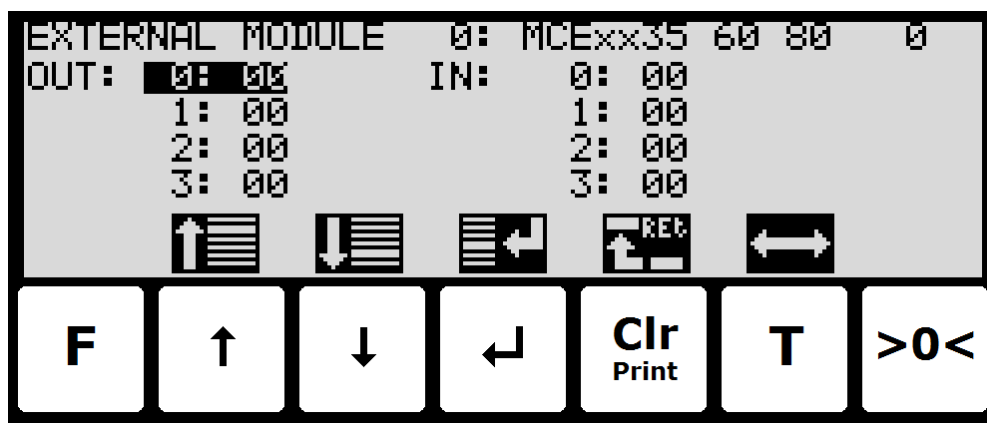 EXTERNAL MODULE 0: MCExx35 60 80 0
OUT: 0: 00 IN: 0: 00
1: 00 1: 00
2: 00 2: 00
3: 00 3: 00
RET
F ↑ ↓ ↵ Clr T >0<
Print